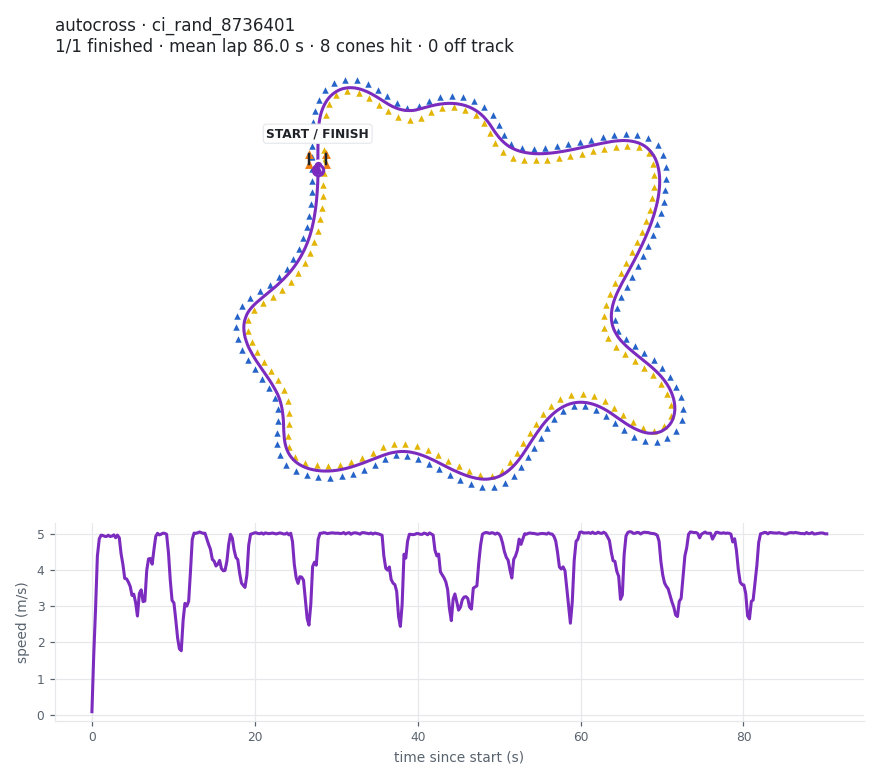 autocross · ci_rand_8736401
1/1 finished · mean lap 86.0 s · 8 cones hit · 0 off track
START / FINISH
5
4
3
2
1
0
speed (m/s)
0 20 40 60 80
time since start (s)